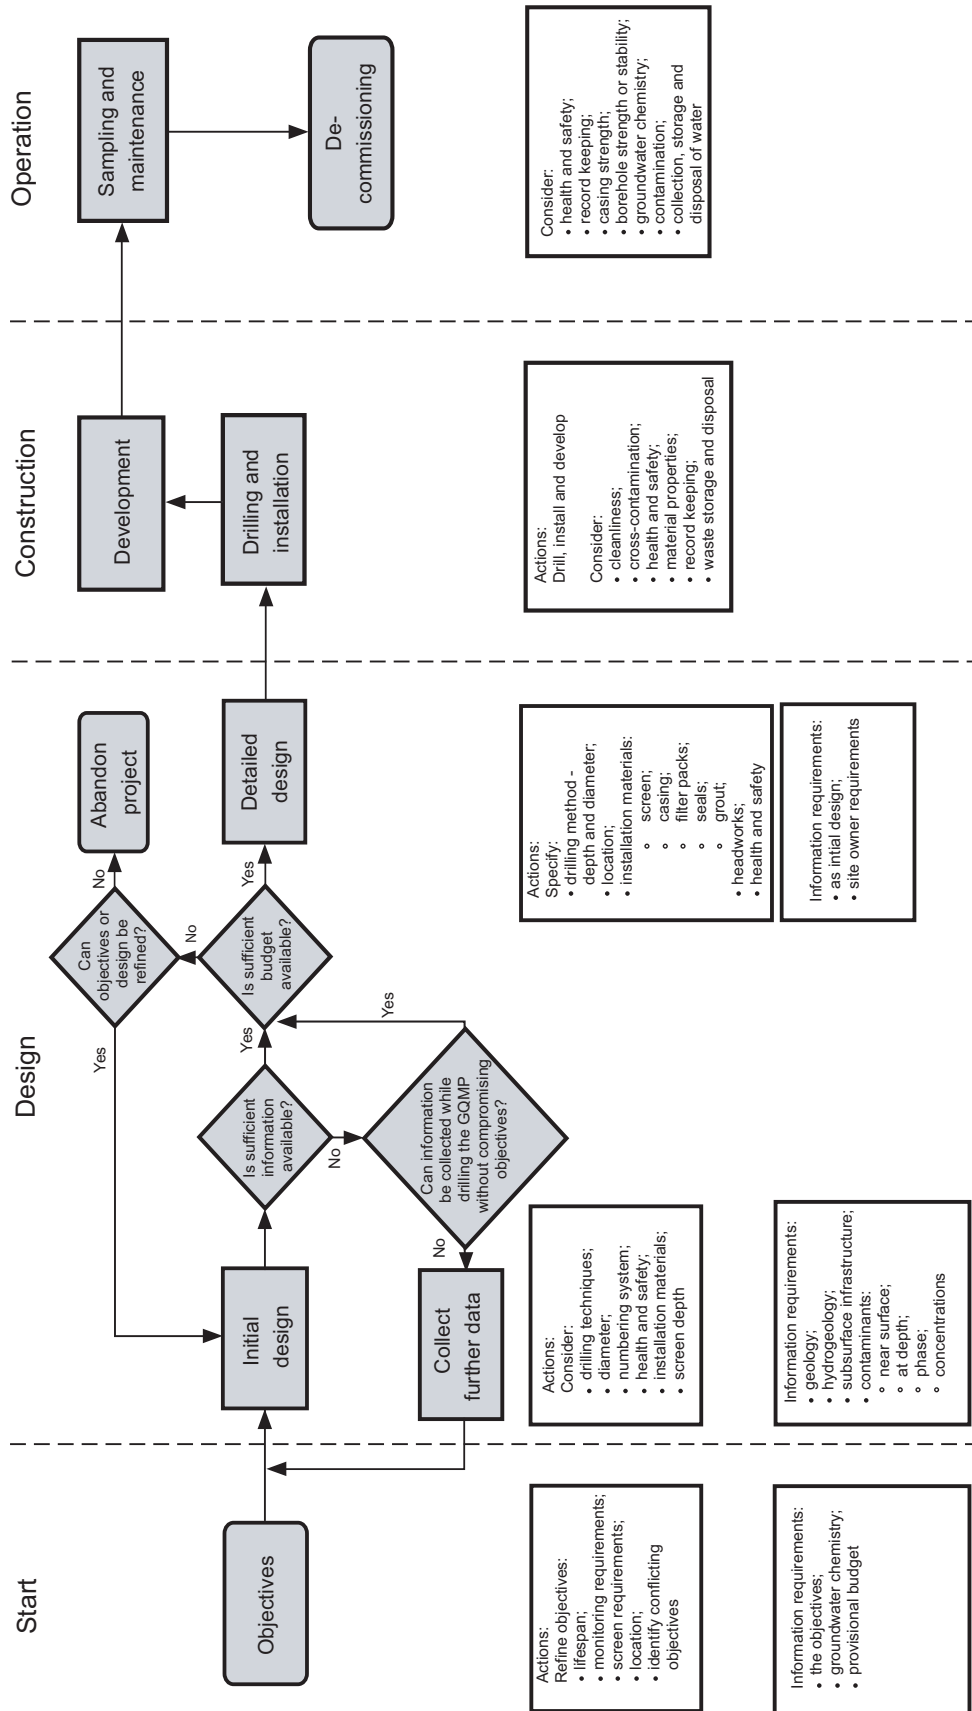 Start
Design
Construction
Operation
Objectives
Initial
design
Is sufficient
information
available?
Yes
No
Can information
be collected while
drilling the GQMP
without compromising
objectives?
No
Yes
Collect
further data
Is sufficient
budget
available?
Yes
No
Can
objectives or
design be
refined?
Yes
No
Abandon
project
Detailed
design
Drilling and
installation
Development
Sampling and
maintenance
De-
commissioning
Actions:
Refine objectives:
• lifespan;
• monitoring requirements;
• screen requirements;
• location;
• identify conflicting
objectives
Information requirements:
• the objectives;
• groundwater chemistry;
• provisional budget
Actions:
Consider:
• drilling techniques;
• diameter;
• numbering system;
• health and safety;
• installation materials;
• screen depth
Information requirements:
• geology;
• hydrogeology;
• subsurface infrastructure;
• contaminants:
° near surface;
° at depth;
° phase;
° concentrations
Actions:
Specify:
• drilling method -
depth and diameter;
• location;
• installation materials:
° screen;
° casing;
° filter packs;
° seals;
° grout;
• headworks;
• health and safety
Information requirements:
• as intial design;
• site owner requirements
Actions:
Drill, install and develop
Consider:
• cleanliness;
• cross-contamination;
• health and safety;
• material properties;
• record keeping;
• waste storage and disposal
Consider:
• health and safety;
• record keeping;
• casing strength;
• borehole strength or stability;
• groundwater chemistry;
• contamination;
• collection, storage and
disposal of water